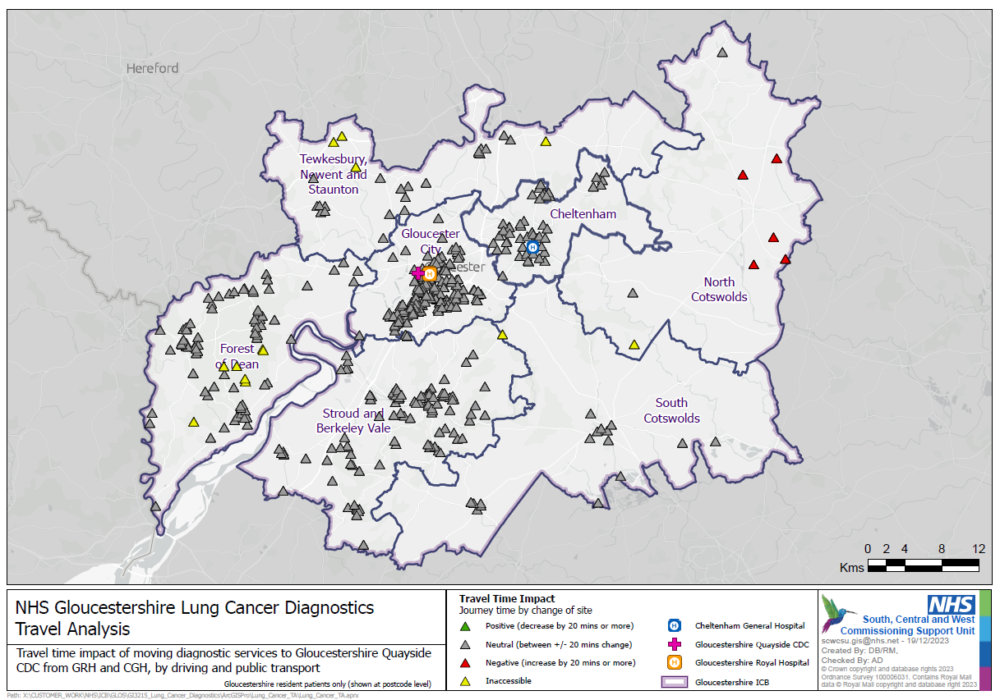 Hereford
Tewkesbury,
Newent and
Staunton
Cheltenham
Gloucester
City
ester
North
Cotswolds
Forest
of Dean
South
Cotswolds
Stroud and
Berkeley Vale
0 2 4 8 12
Kms
NHS Gloucestershire Lung Cancer Diagnostics
Travel Analysis
Travel time impact of moving diagnostic services to Gloucestershire Quayside
CDC from GRH and CGH, by driving and public transport
Gloucestershire resident patients only (shown at postcode level)
Travel Time Impact
Journey time by change of site
Positive (decrease by 20 mins or more)
Neutral (between +/- 20 mins change)
Negative (increase by 20 mins or more)
Inaccessible
H Cheltenham General Hospital
Gloucestershire Quayside CDC
H Gloucestershire Royal Hospital
Gloucestershire ICB
NHS
South, Central and West
Commissioning Support Unit
scwcsu.gis@nhs.net - 19/12/2023
Created By: DB/RM,
Checked By: AD
© Crown copyright and database rights 2023
Ordnance Survey 100006031. Contains Royal Mail
data © Royal Mail copyright and database right 2023
Path: X:\CUSTOMER_WORK\NHS\ICB\GLOS\GI3215_Lung_Cancer_Diagnostics\ArcGISPro\Lung_Cancer_TA\Lung_Cancer_TA.aprx